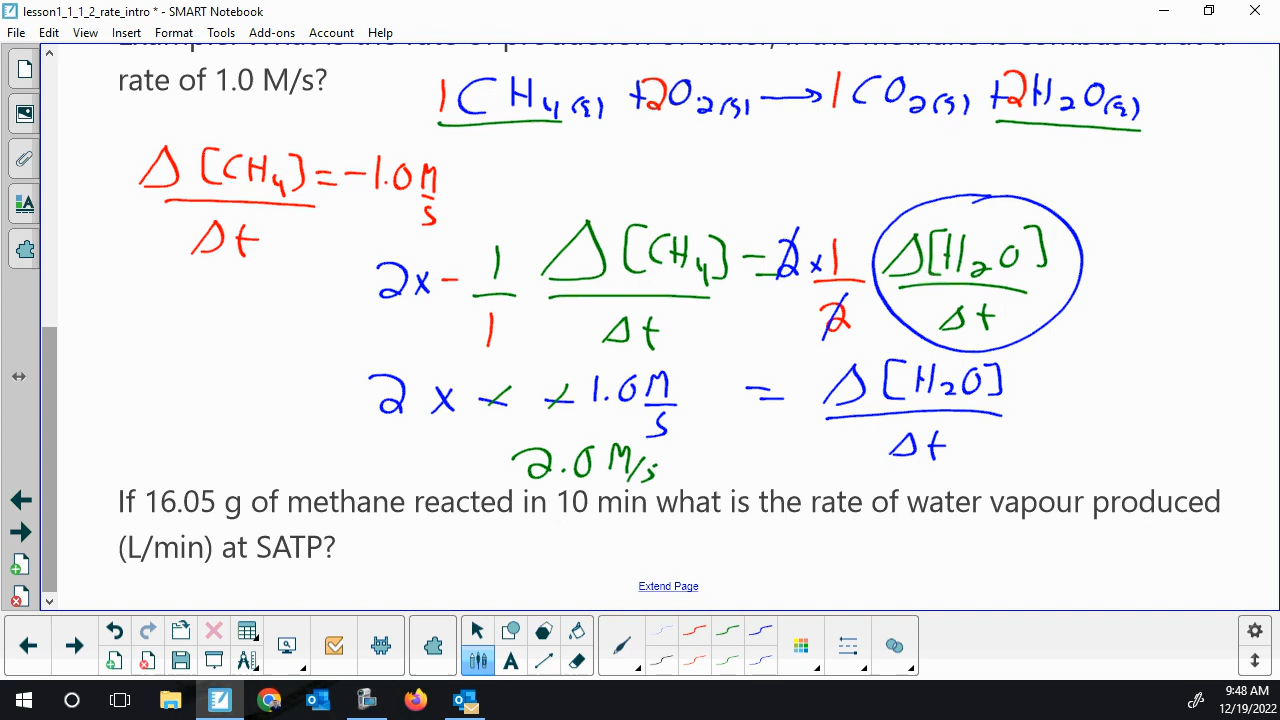 lesson1_1_1_2_rate_intro * - SMART Notebook
File Edit View Insert Format Tools Add-ons Account Help
rate of 1.0 M/s?
1CH4(g) +2O2(g) → 1CO2(g) +2H2O(g)
Δ[CH4] = -1.0 M/s
Δt
2x - 1/1 Δ[CH4]/Δt = 2 x 1/2 Δ[H2O]/Δt
2 x - -1.0 M/s = Δ[H2O]/Δt
2.0 M/s
If 16.05 g of methane reacted in 10 min what is the rate of water vapour produced
(L/min) at SATP?
Extend Page
A
9:48 AM
12/19/2022